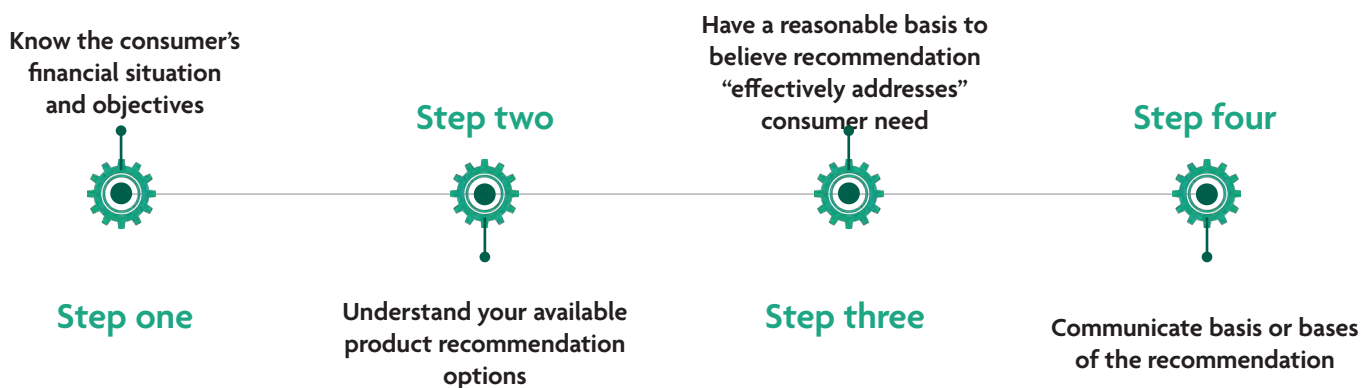 Know the consumer's
financial situation
and objectives
Step one
Step two
Understand your available
product recommendation
options
Have a reasonable basis to
believe recommendation
“effectively addresses”
consumer need
Step three
Step four
Communicate basis or bases
of the recommendation